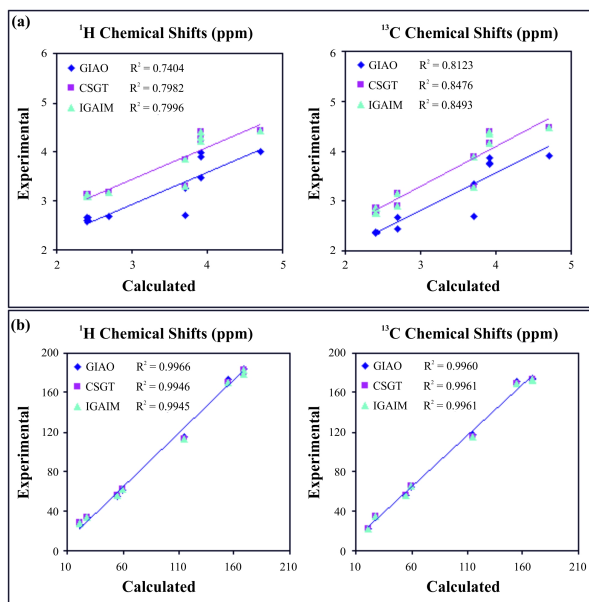 (a)
¹H Chemical Shifts (ppm)
6
5
4
3
2
Experimental
GIAO R² = 0.7404
CSGT R² = 0.7982
IGAIM R² = 0.7996
2 3 4 5
Calculated
¹³C Chemical Shifts (ppm)
6
5
4
3
2
Experimental
GIAO R² = 0.8123
CSGT R² = 0.8476
IGAIM R² = 0.8493
2 3 4 5
Calculated
(b)
¹H Chemical Shifts (ppm)
200
160
120
80
40
0
Experimental
GIAO R² = 0.9966
CSGT R² = 0.9946
IGAIM R² = 0.9945
10 60 110 160 210
Calculated
¹³C Chemical Shifts (ppm)
200
160
120
80
40
0
Experimental
GIAO R² = 0.9960
CSGT R² = 0.9961
IGAIM R² = 0.9961
10 60 110 160 210
Calculated